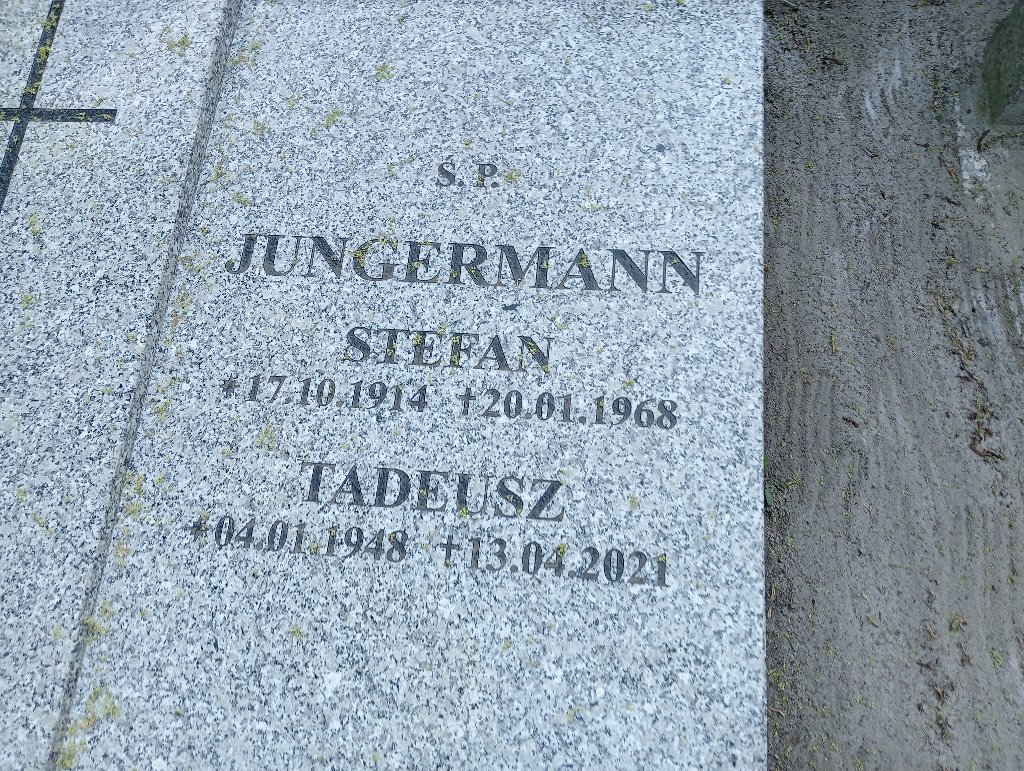 Ś. P.
JUNGERMANN
STEFAN
* 17.10.1914 †20.01.1968
TADEUSZ
* 04.01.1948 †13.04.2021